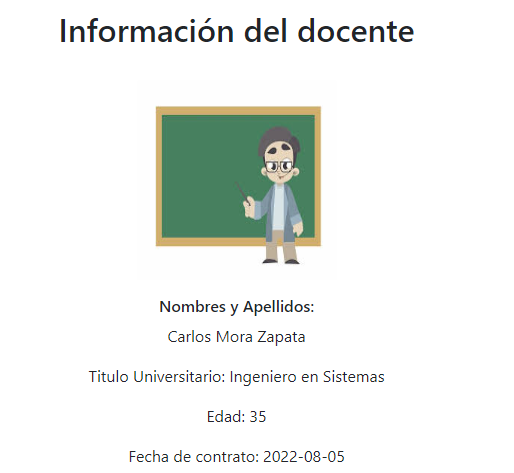 Información del docente
Nombres y Apellidos:
Carlos Mora Zapata
Titulo Universitario: Ingeniero en Sistemas
Edad: 35
Fecha de contrato: 2022-08-05